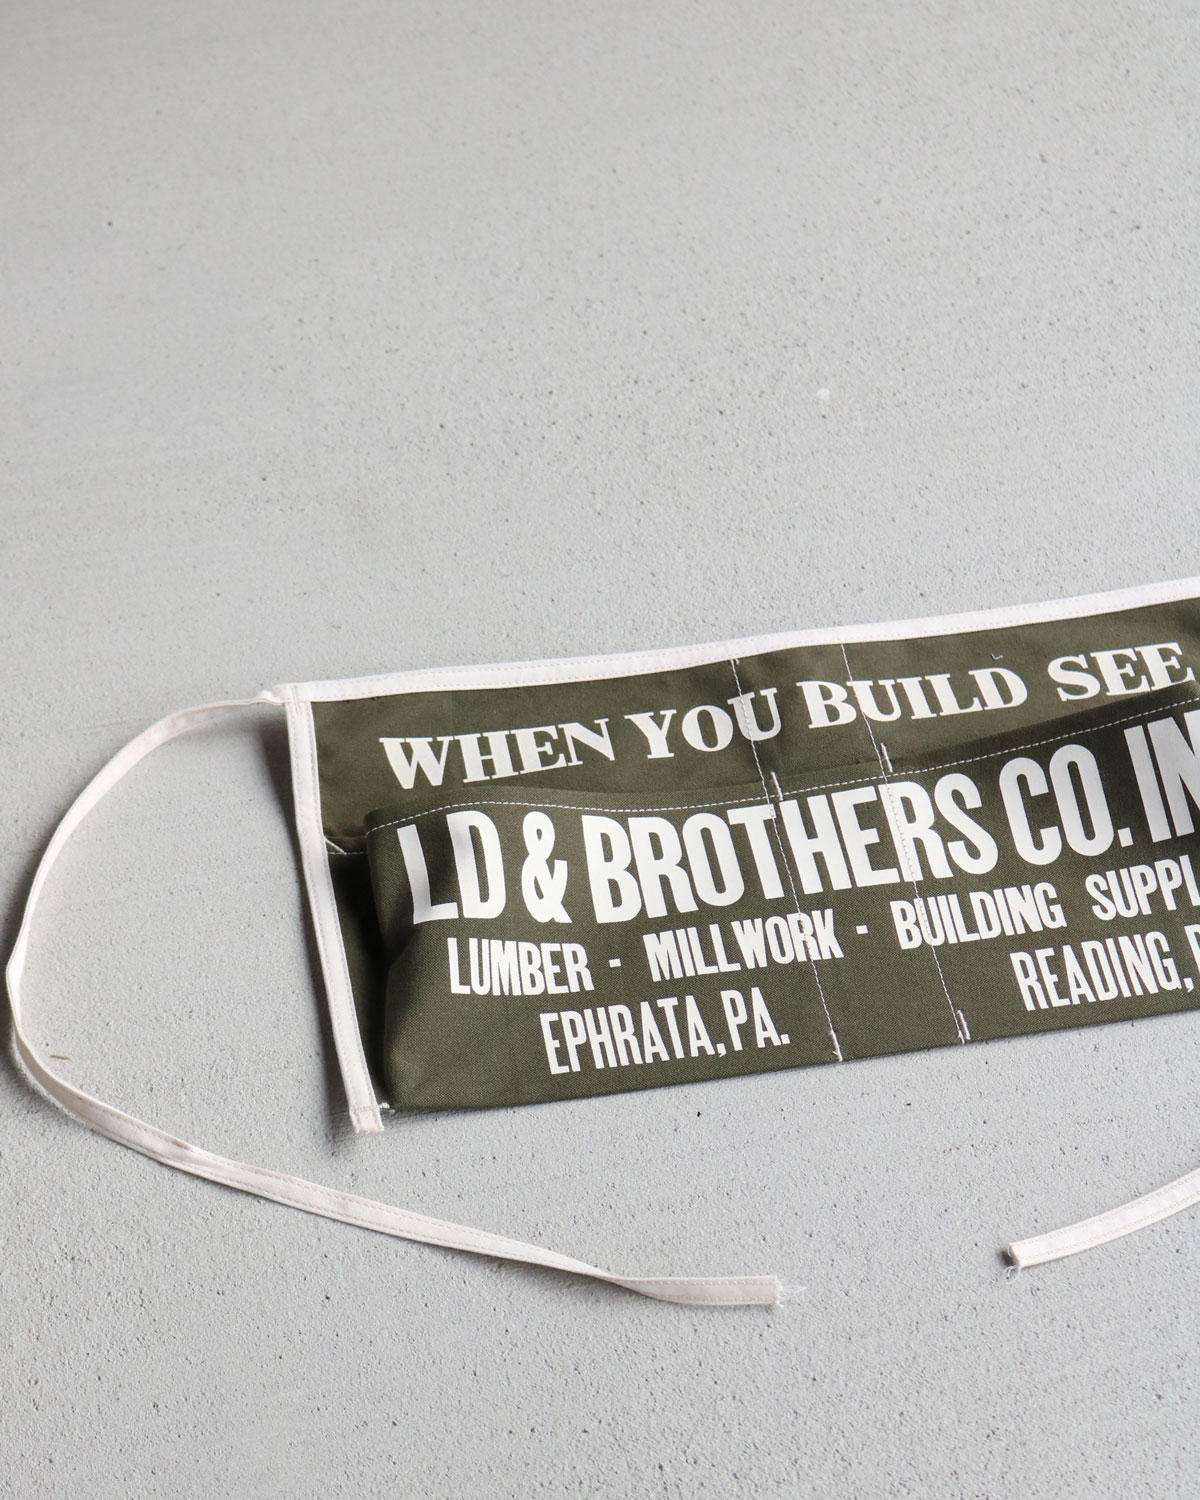 WHEN YOU BUILD SEE
LD & BROTHERS CO. IN
LUMBER - MILLWORK - BUILDING SUPPL
EPHRATA, PA. READING, P